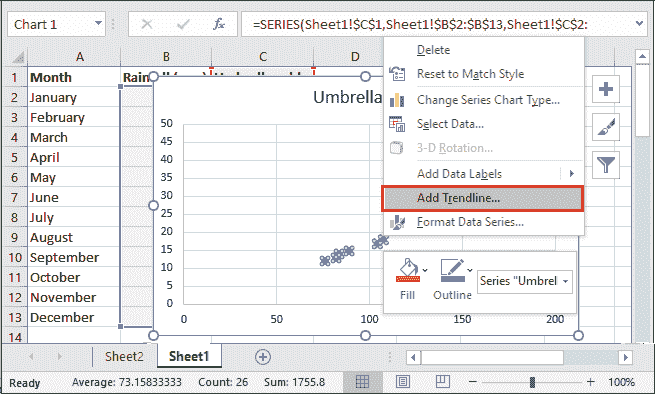 Chart 1 =SERIES(Sheet1!$C$1,Sheet1!$B$2:$B$13,Sheet1!$C$2:
A B C D
1 Month
2 January
3 February
4 March
5 April
6 May
7 June
8 July
9 August
10 September
11 October
12 November
13 December
14
Umbrella
50
45
40
35
30
25
20
15
10
5
0
0 50 100 150 200
Delete
Reset to Match Style
Change Series Chart Type...
Select Data...
3-D Rotation...
Add Data Labels
Add Trendline...
Format Data Series...
Fill Outline Series "Umbrel
Sheet2 Sheet1
Ready Average: 73.15833333 Count: 26 Sum: 1755.8 100%